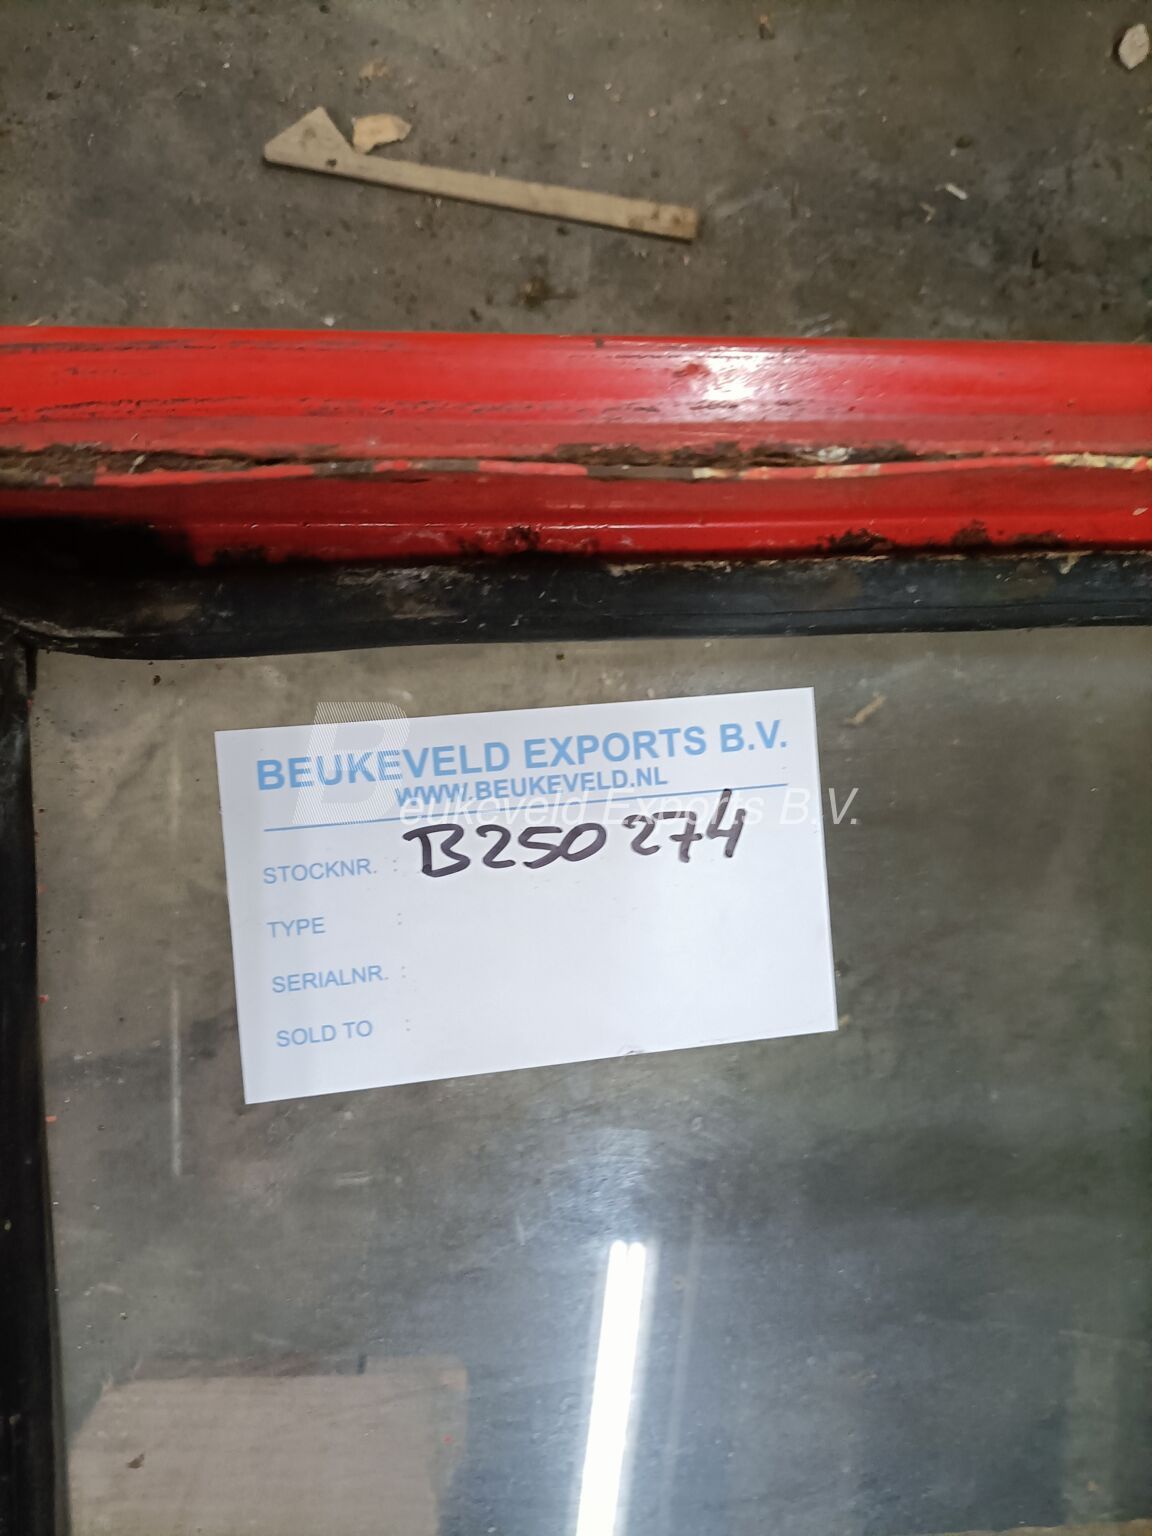 BEUKEVELD EXPORTS B.V.
WWW.BEUKEVELD.NL
Beukeveld Exports B.V.
STOCKNR. : B250274
TYPE :
SERIALNR. :
SOLD TO :